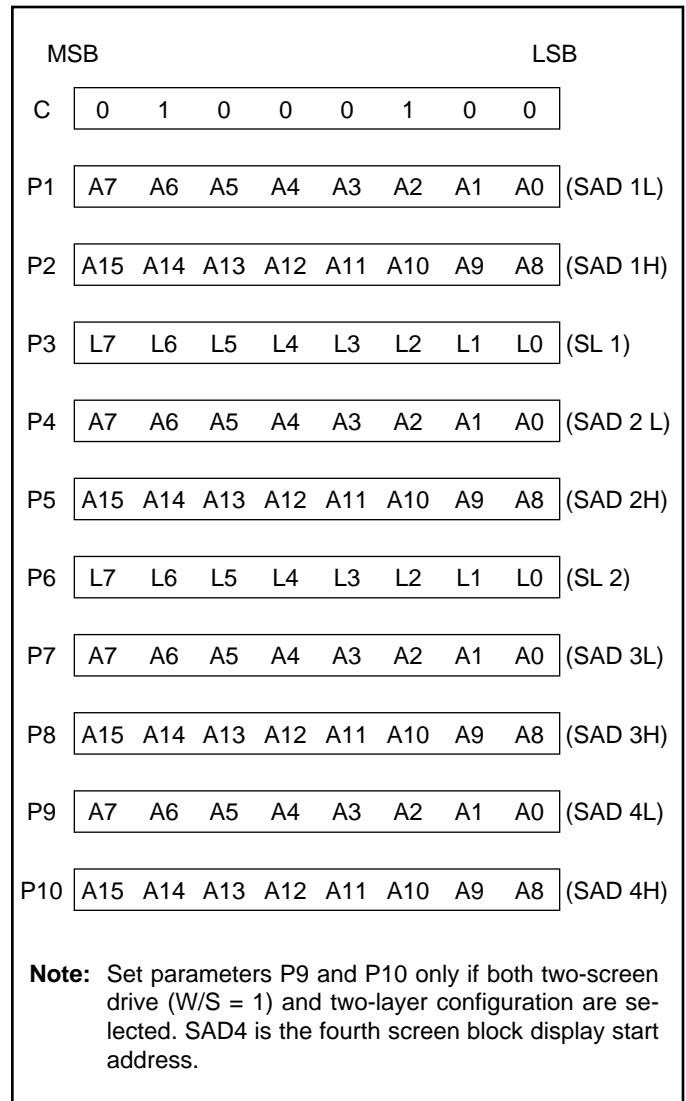 MSB LSB
C 0 1 0 0 0 1 0 0
P1 A7 A6 A5 A4 A3 A2 A1 A0 (SAD 1L)
P2 A15 A14 A13 A12 A11 A10 A9 A8 (SAD 1H)
P3 L7 L6 L5 L4 L3 L2 L1 L0 (SL 1)
P4 A7 A6 A5 A4 A3 A2 A1 A0 (SAD 2 L)
P5 A15 A14 A13 A12 A11 A10 A9 A8 (SAD 2H)
P6 L7 L6 L5 L4 L3 L2 L1 L0 (SL 2)
P7 A7 A6 A5 A4 A3 A2 A1 A0 (SAD 3L)
P8 A15 A14 A13 A12 A11 A10 A9 A8 (SAD 3H)
P9 A7 A6 A5 A4 A3 A2 A1 A0 (SAD 4L)
P10 A15 A14 A13 A12 A11 A10 A9 A8 (SAD 4H)
Note: Set parameters P9 and P10 only if both two-screen
drive (W/S = 1) and two-layer configuration are se-
lected. SAD4 is the fourth screen block display start
address.